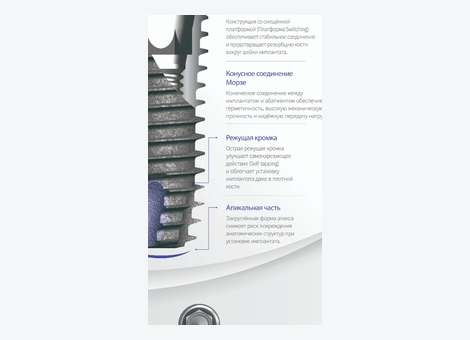 Конструкция со смещённой
платформой (Платформа Switching)
обеспечивает стабильное соединение
и предотвращает резорбцию кости
вокруг шейки имплантата.
Конусное соединение
Морзе
Коническое соединение между
имплантатом и абатментом обеспечив
герметичность, высокую механическую
прочность и надёжную передачу нагру
Режущая кромка
Острая режущая кромка
улучшает самонарезающее
действие (Self tapping)
и облегчает установку
имплантата даже в плотной
кости
Апикальная часть
Закруглённая форма апекса
снижает риск повреждения
анатомических структур при
установке имплантата.